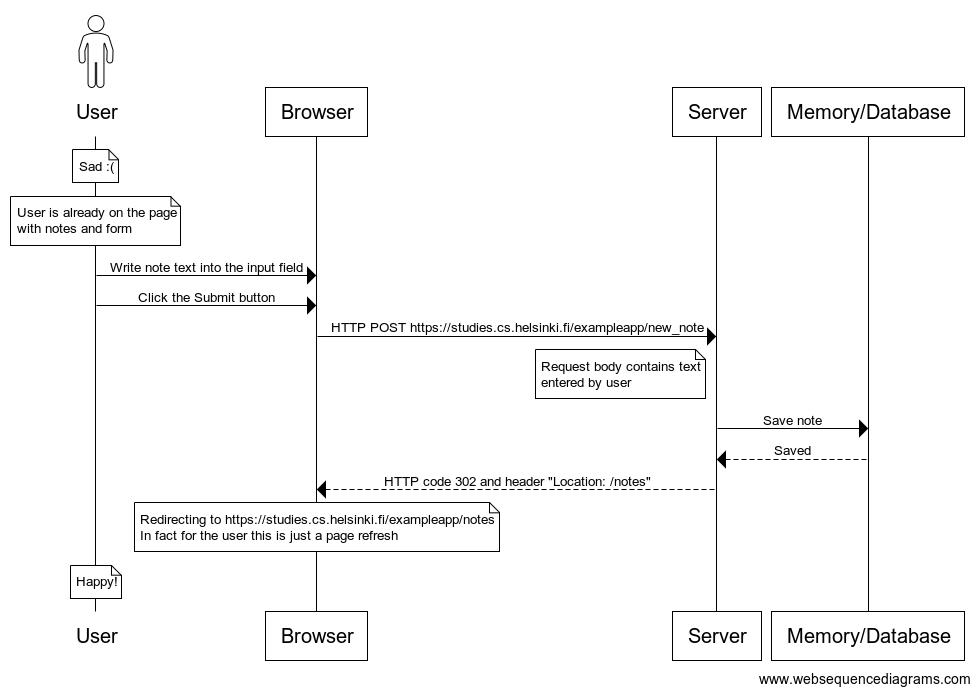 User
Browser
Server
Memory/Database
Sad :(
User is already on the page
with notes and form
Write note text into the input field
Click the Submit button
HTTP POST https://studies.cs.helsinki.fi/exampleapp/new_note
Request body contains text
entered by user
Save note
Saved
HTTP code 302 and header "Location: /notes"
Redirecting to https://studies.cs.helsinki.fi/exampleapp/notes
In fact for the user this is just a page refresh
Happy!
User
Browser
Server
Memory/Database
www.websequencediagrams.com